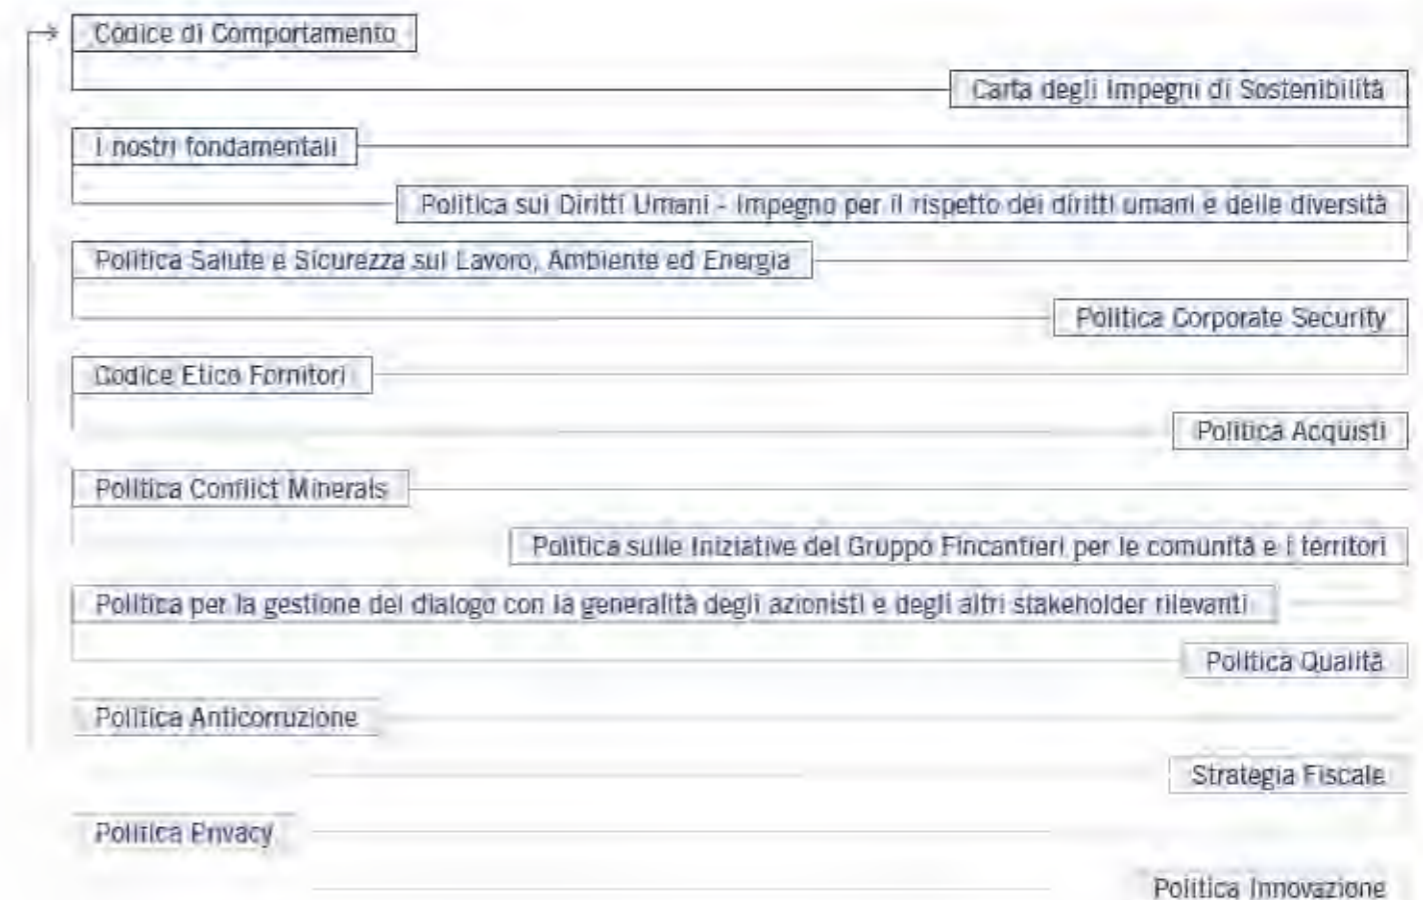 Codice di Comportamento
Carta degli Impegni di Sostenibilità
I nostri fondamentali
Politica sui Diritti Umani - Impegno per il rispetto dei diritti umani e delle diversità
Politica Salute e Sicurezza sul Lavoro, Ambiente ed Energia
Politica Corporate Security
Codice Etico Fornitori
Politica Acquisti
Politica Conflict Minerals
Politica sulle Iniziative del Gruppo Fincantieri per le comunità e i territori
Politica per la gestione del dialogo con la generalità degli azionisti e degli altri stakeholder rilevanti
Politica Qualità
Politica Anticorruzione
Strategia Fiscale
Politica Privacy
Politica Innovazione